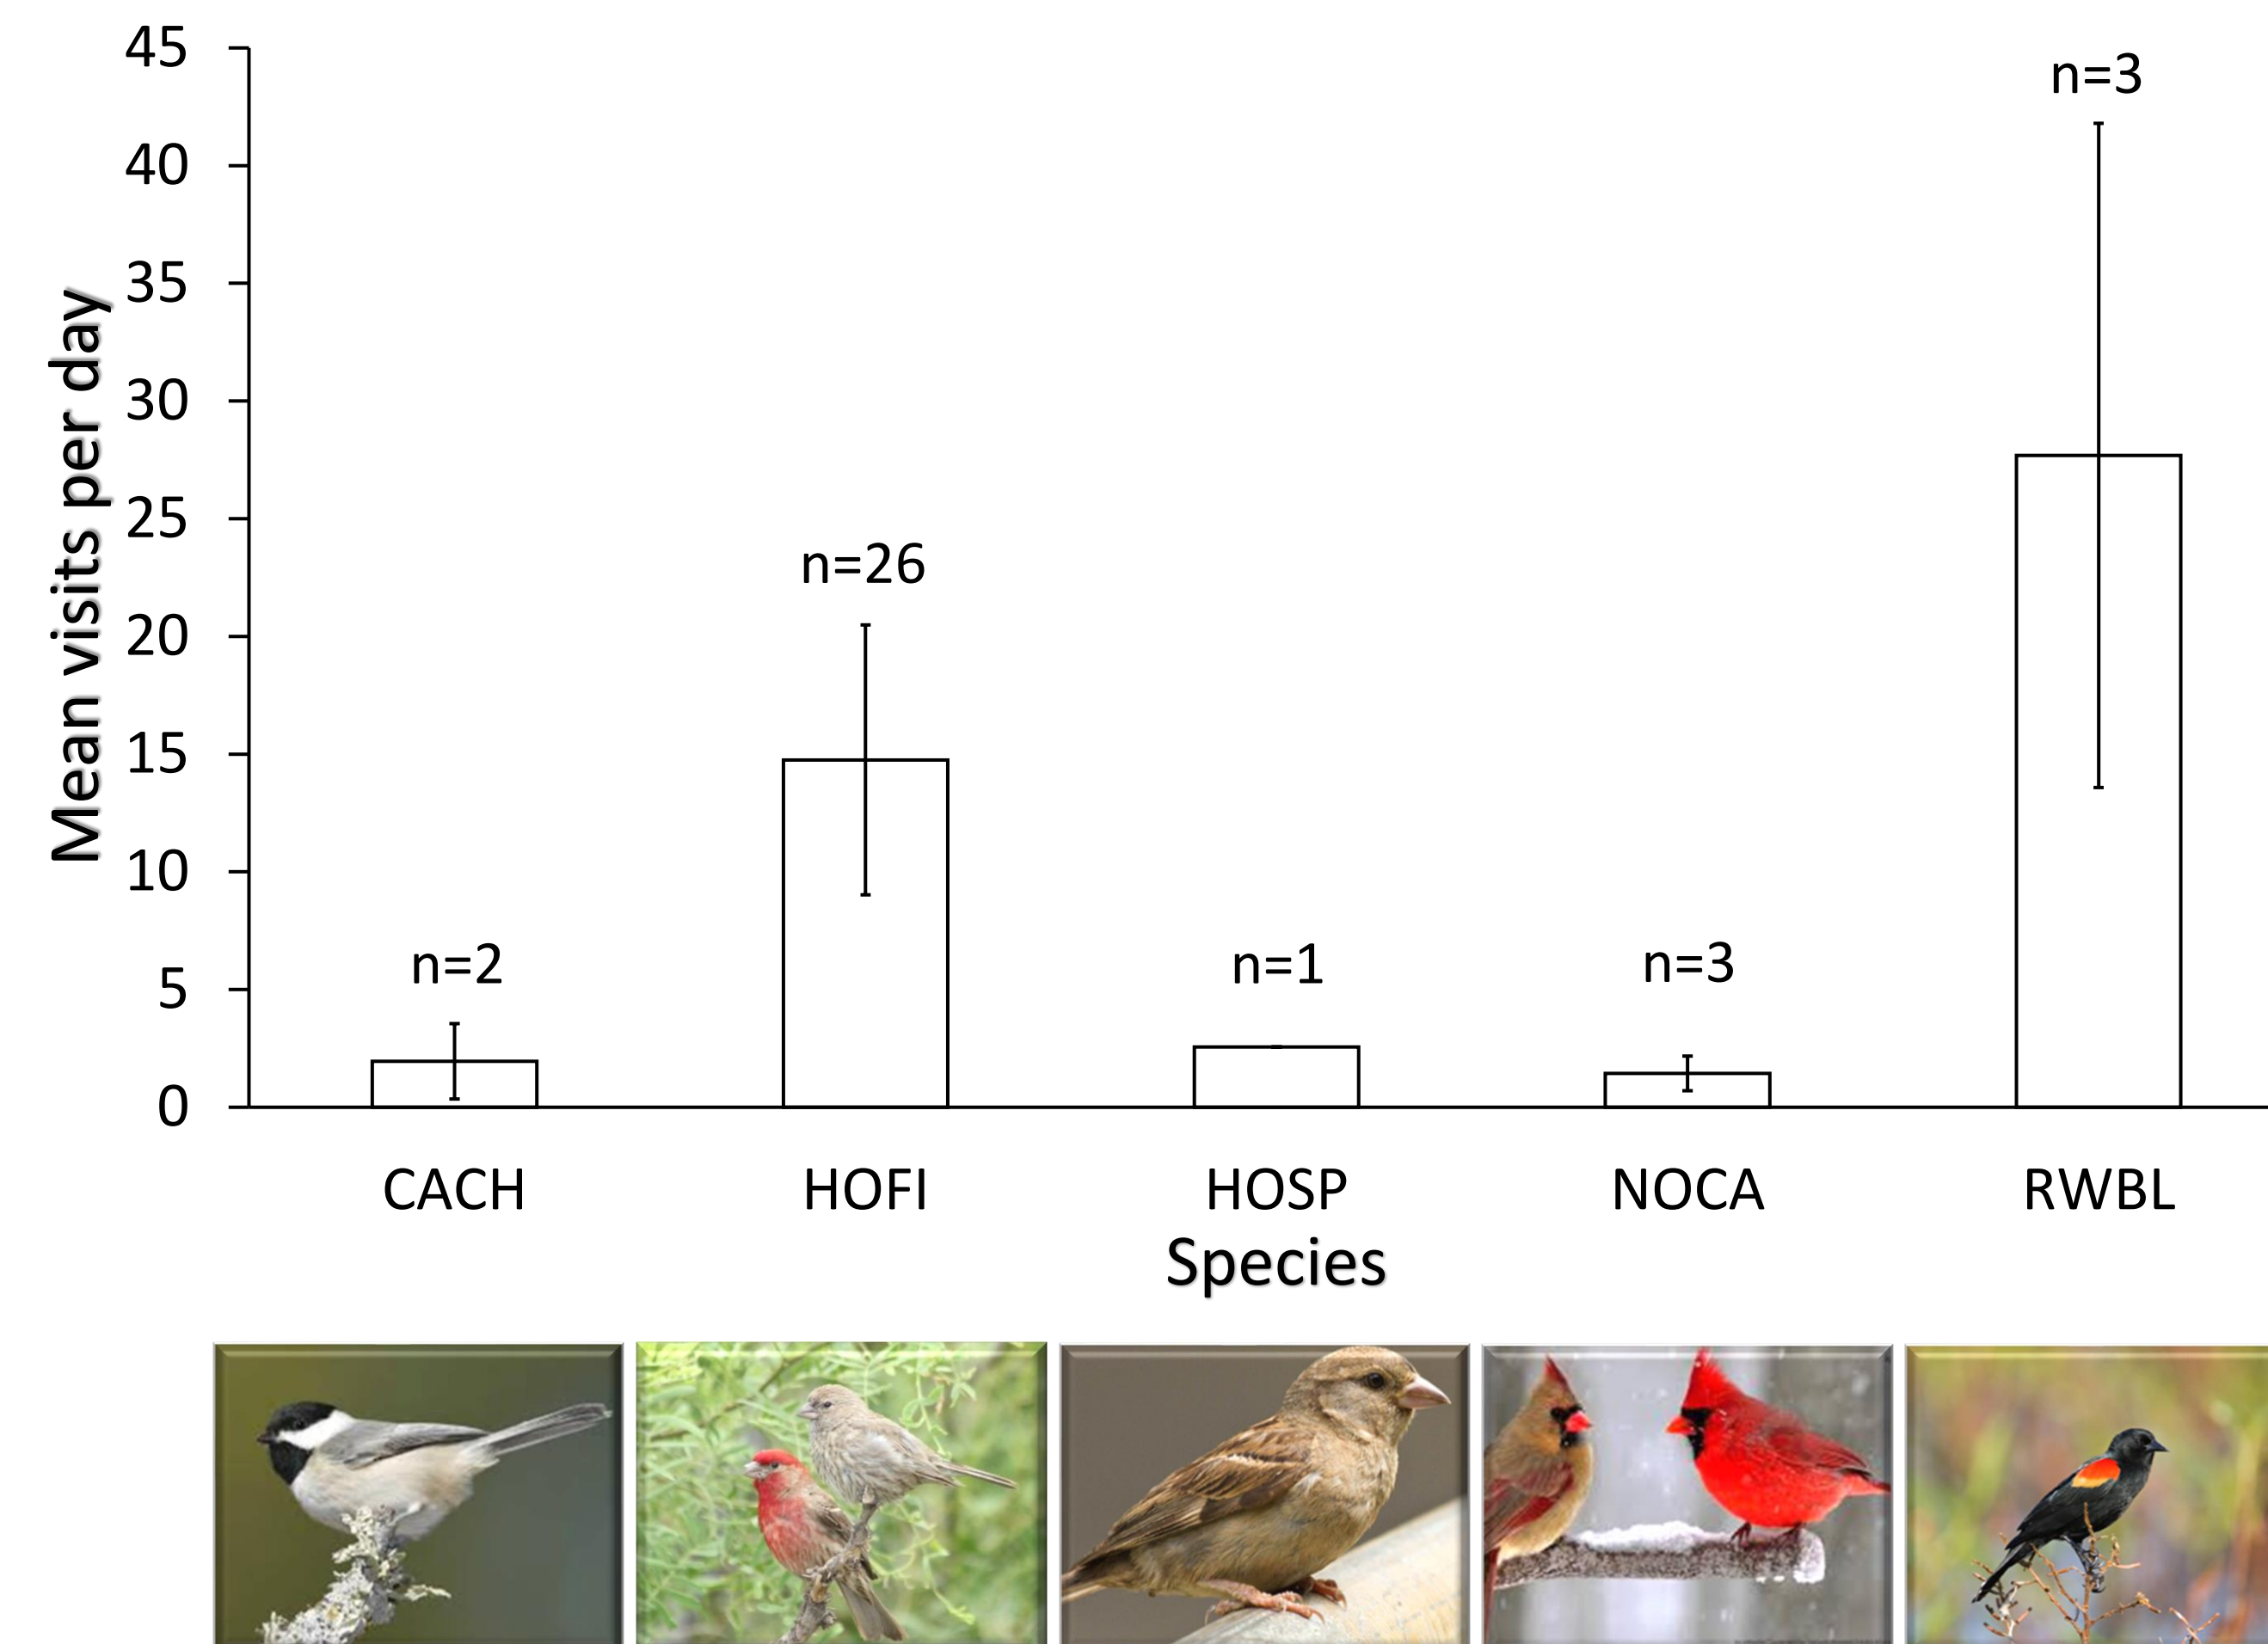 45
40
35
30
25
20
15
10
5
0
Mean visits per day
n=2
n=26
n=1
n=3
n=3
CACH HOFI HOSP NOCA RWBL
Species